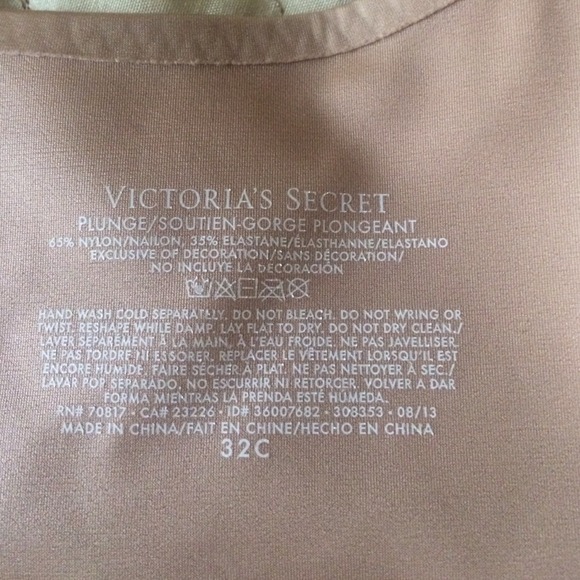 VICTORIA'S SECRET
PLUNGE/SOUTIEN-GORGE PLONGEANT
65% NYLON/NAILON, 35% ELASTANE/ÉLASTHANNE/ELASTANO
EXCLUSIVE OF DECORATION/SANS DÉCORATION/
NO INCLUYE LA DECORACIÓN
HAND WASH COLD SEPARATELY. DO NOT BLEACH. DO NOT WRING OR
TWIST. RESHAPE WHILE DAMP. LAY FLAT TO DRY. DO NOT DRY CLEAN./
LAVER SÉPARÉMENT À LA MAIN, À L'EAU FROIDE. NE PAS JAVELLISER.
NE PAS TORDRE NI ESSORER. REPLACER LE VÊTEMENT LORSQU'IL EST
ENCORE HUMIDE. FAIRE SÉCHER À PLAT. NE PAS NETTOYER À SEC./
LAVAR POP SEPARADO. NO ESCURRIR NI RETORCER. VOLVER A DAR
FORMA MIENTRAS LA PRENDA ESTÉ HÚMEDA.
RN# 70817 • CA# 23226 • ID# 36007682 • 308353 • 08/13
MADE IN CHINA/FAIT EN CHINE/HECHO EN CHINA
32C